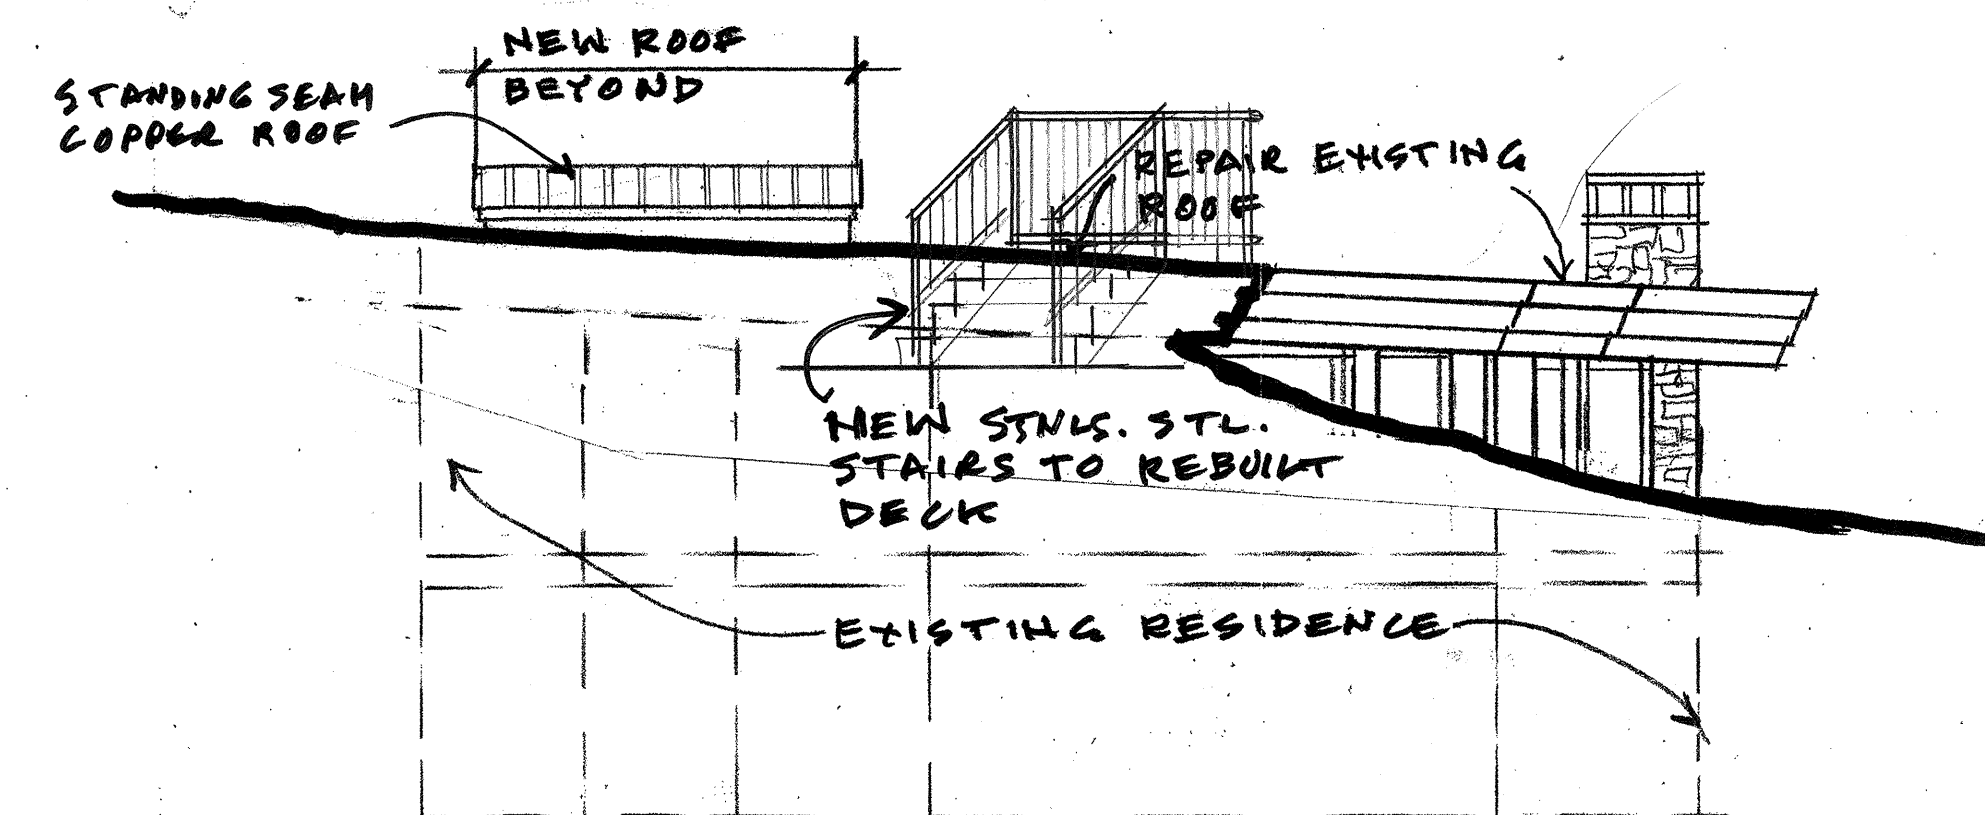 NEW ROOF
BEYOND
STANDING SEAM
COPPER ROOF
REPAIR EXISTING
ROOF
NEW STNLS. STL.
STAIRS TO REBUILT
DECK
EXISTING RESIDENCE